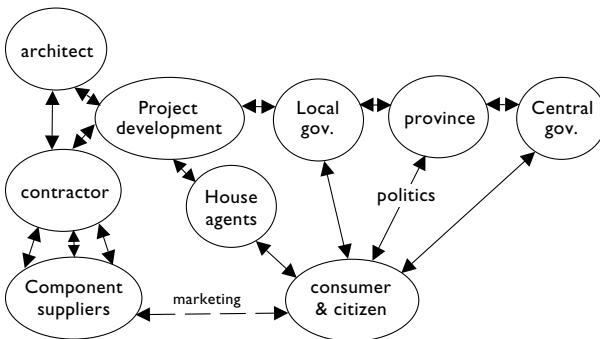 architect
Project
development
Local
gov.
province
Central
gov.
contractor
House
agents
politics
Component
suppliers
marketing
consumer
& citizen